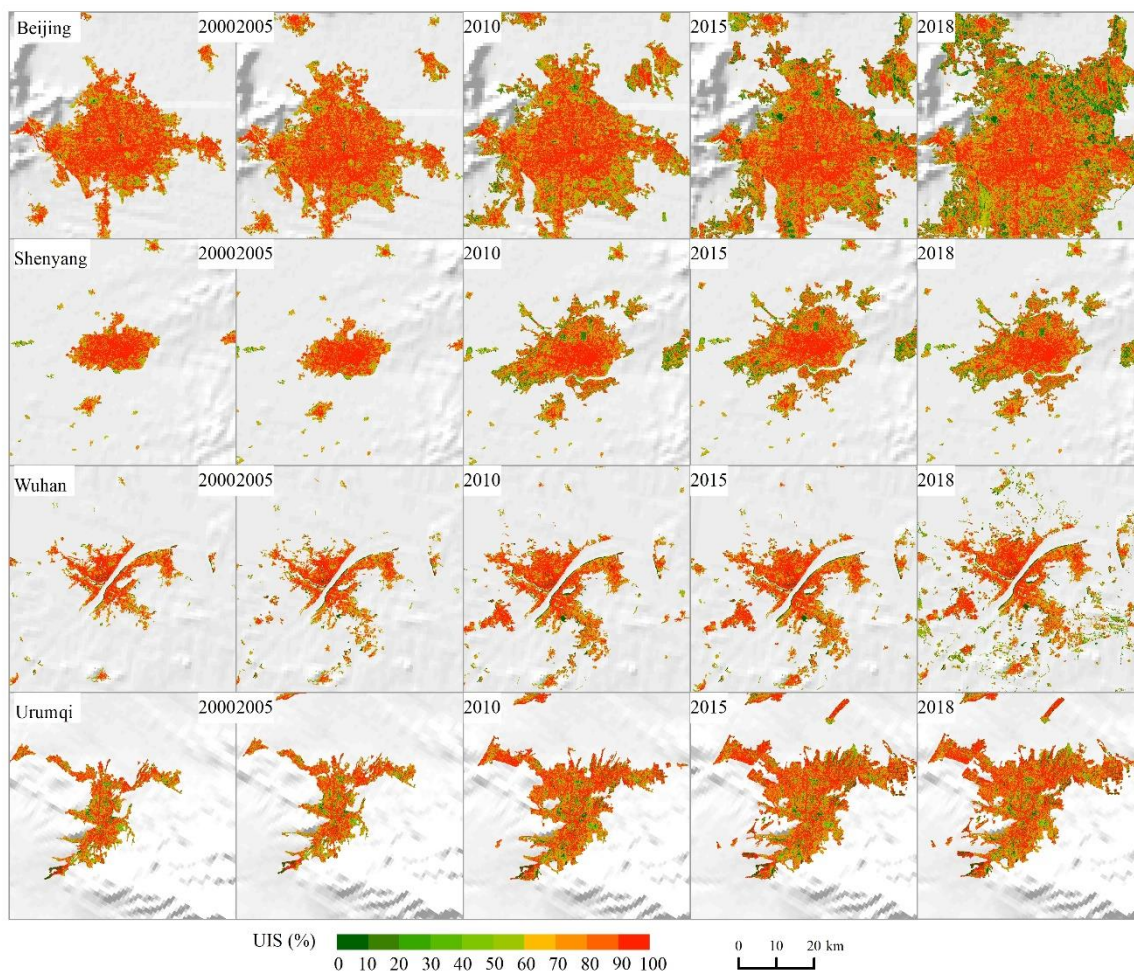 Beijing 2000 2005 2010 2015 2018
Shenyang 2000 2005 2010 2015 2018
Wuhan 2000 2005 2010 2015 2018
Urumqi 2000 2005 2010 2015 2018
UIS (%)
0 10 20 30 40 50 60 70 80 90 100
0 10 20 km